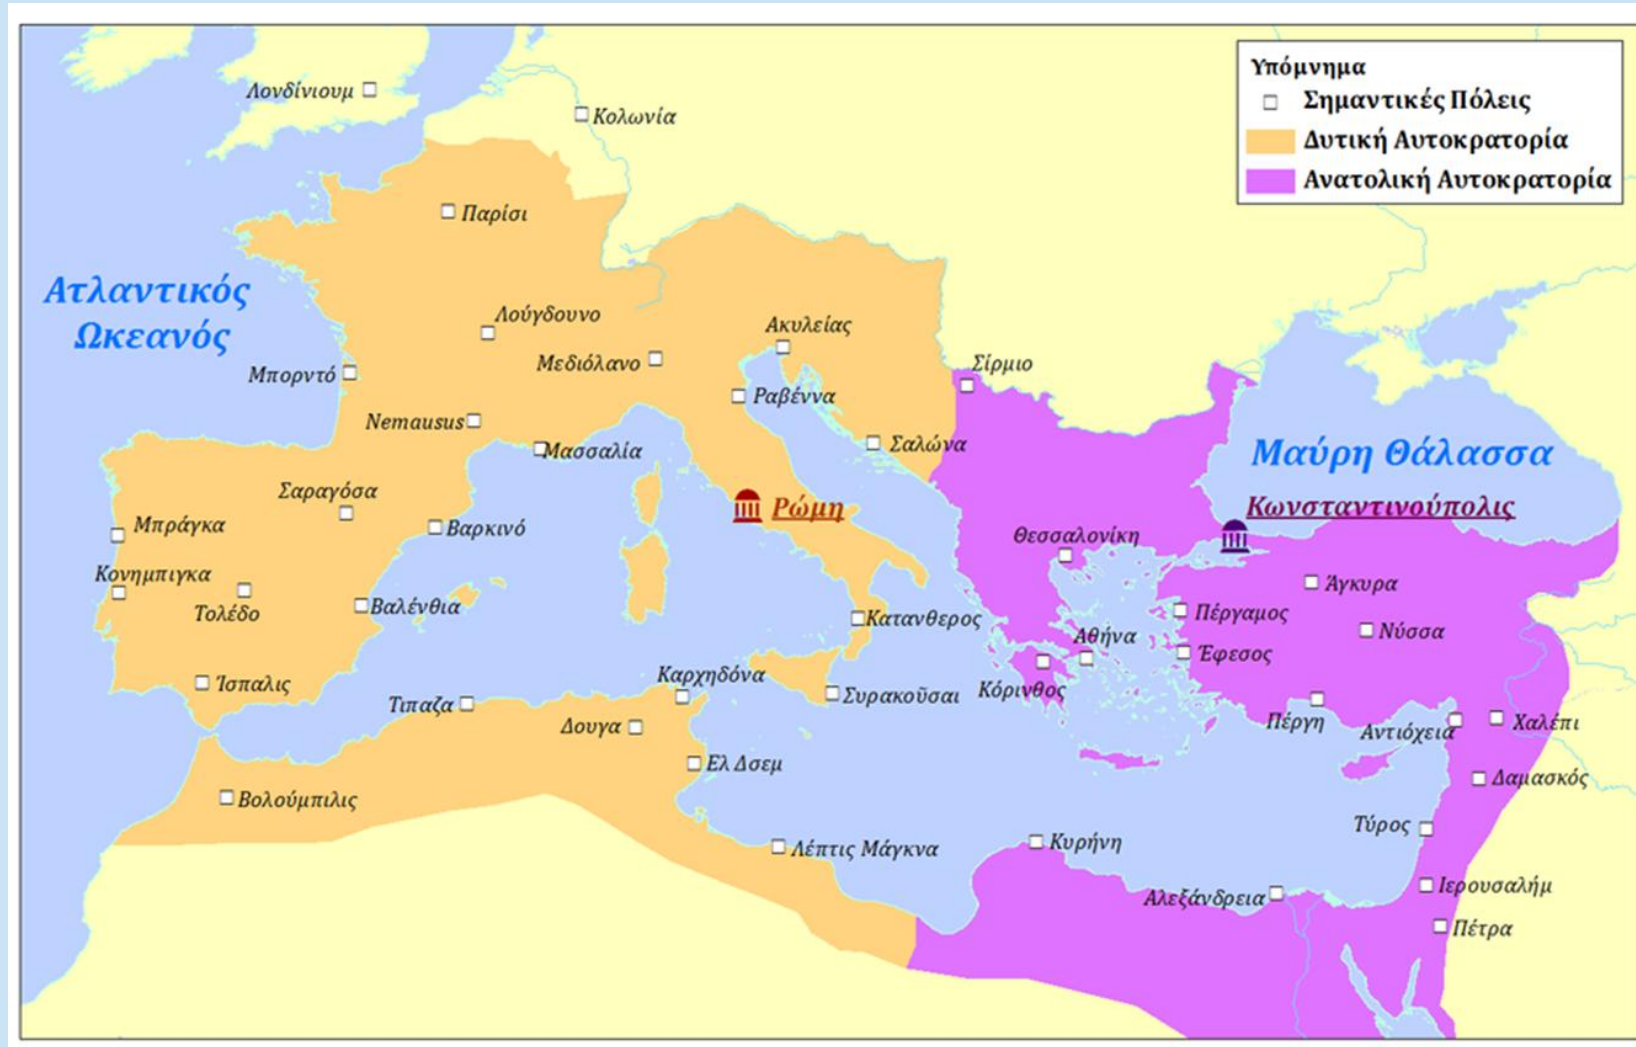 Υπόμνημα
Σημαντικές Πόλεις
Δυτική Αυτοκρατορία
Ανατολική Αυτοκρατορία
Λονδίνιουμ
Κολωνία
Παρίσι
Ατλαντικός
Ωκεανός
Λούγδουνο
Ακυλείας
Μεδιόλανο
Μπορντό
Σίρμιο
Ραβέννα
Nemausus
Μασσαλία
Σαλώνα
Μαύρη Θάλασσα
Σαραγόσα
Ρώμη
Κωνσταντινούπολις
Μπράγκα
Βαρκινό
Θεσσαλονίκη
Κονημπιγκα
Άγκυρα
Τολέδο
Βαλένθια
Κατανθερος
Πέργαμος
Νύσσα
Αθήνα
Έφεσος
Ίσπαλις
Καρχηδόνα
Κόρινθος
Τιπαζα
Συρακοῦσαι
Πέργη
Αντιόχεια
Χαλέπι
Δουγα
Ελ Δσεμ
Δαμασκός
Βολούμπιλις
Τύρος
Λέπτις Μάγκνα
Κυρήνη
Αλεξάνδρεια
Ιερουσαλήμ
Πέτρα